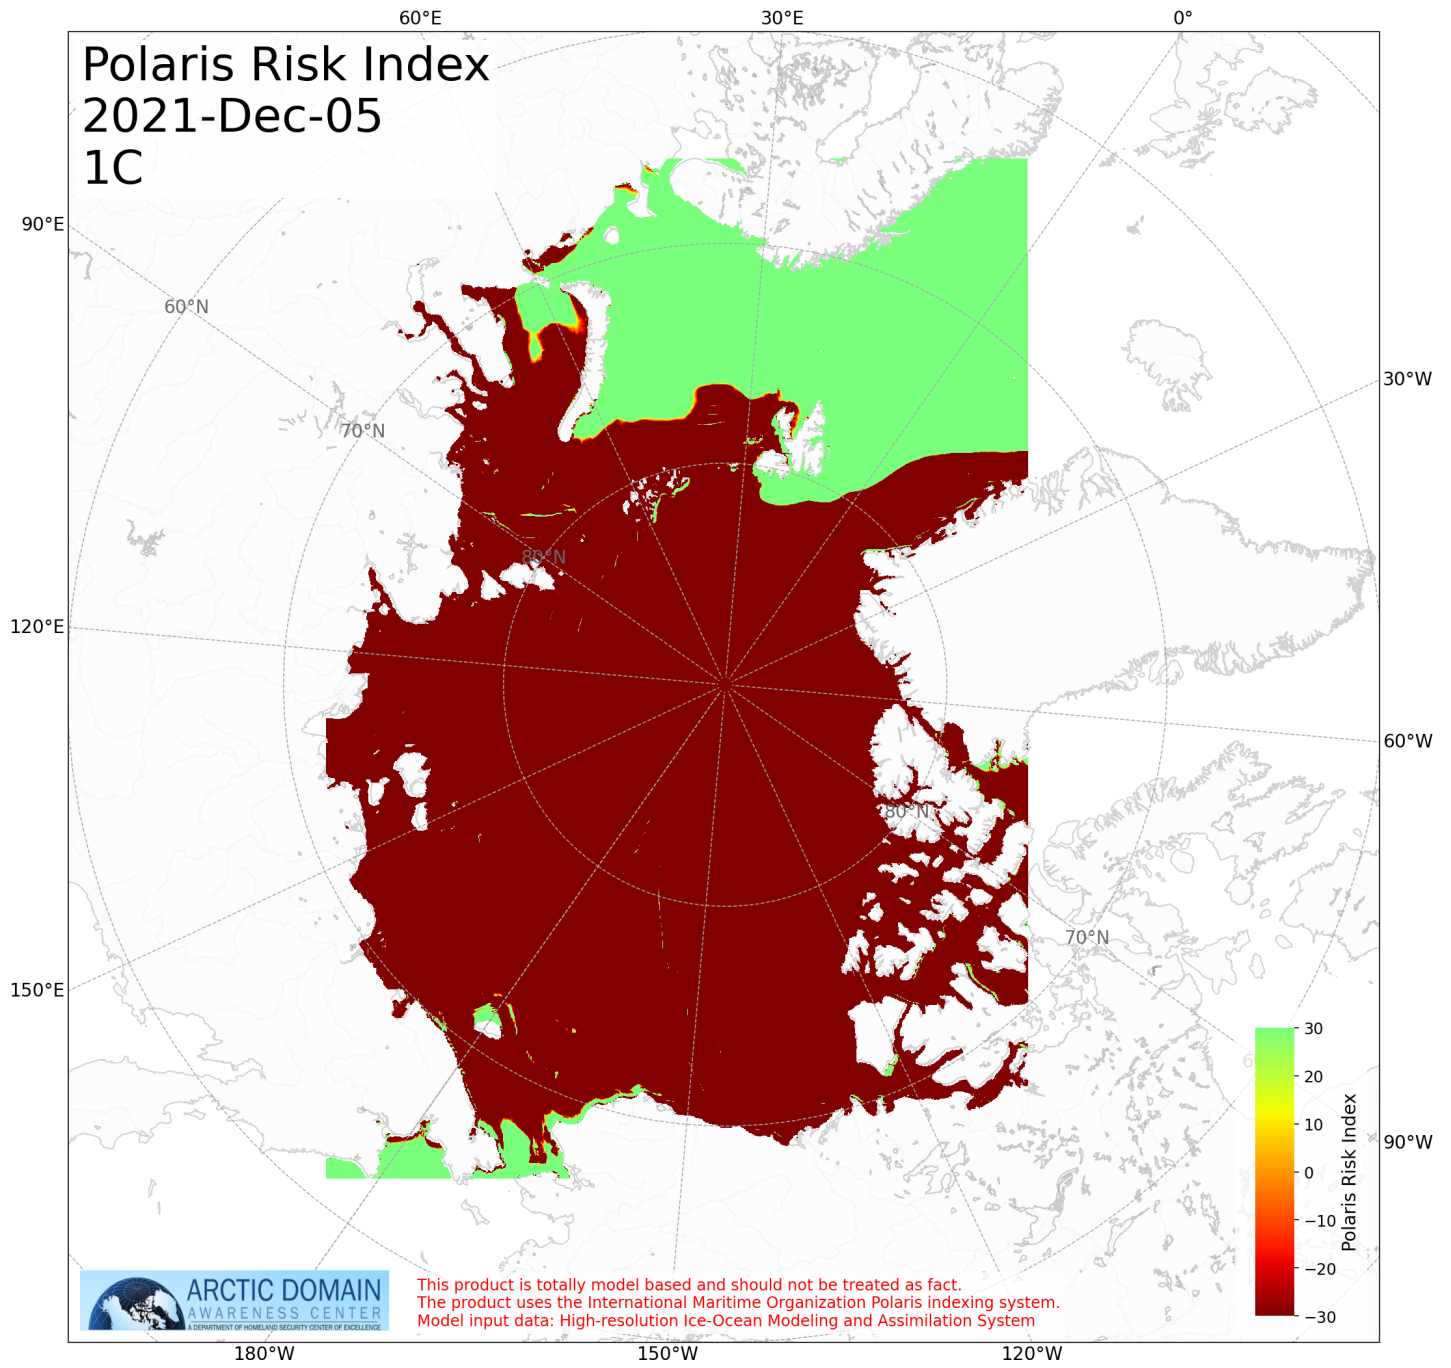 60°E
30°E
0°
Polaris Risk Index
2021-Dec-05
1C
90°E
60°N
30°W
70°N
80°N
120°E
60°W
80°N
70°N
150°E
30
20
10
0
−10
−20
−30
Polaris Risk Index
90°W
ARCTIC DOMAIN
AWARENESS CENTER
A DEPARTMENT OF HOMELAND SECURITY CENTER OF EXCELLENCE
This product is totally model based and should not be treated as fact.
The product uses the International Maritime Organization Polaris indexing system.
Model input data: High-resolution Ice-Ocean Modeling and Assimilation System
180°W
150°W
120°W